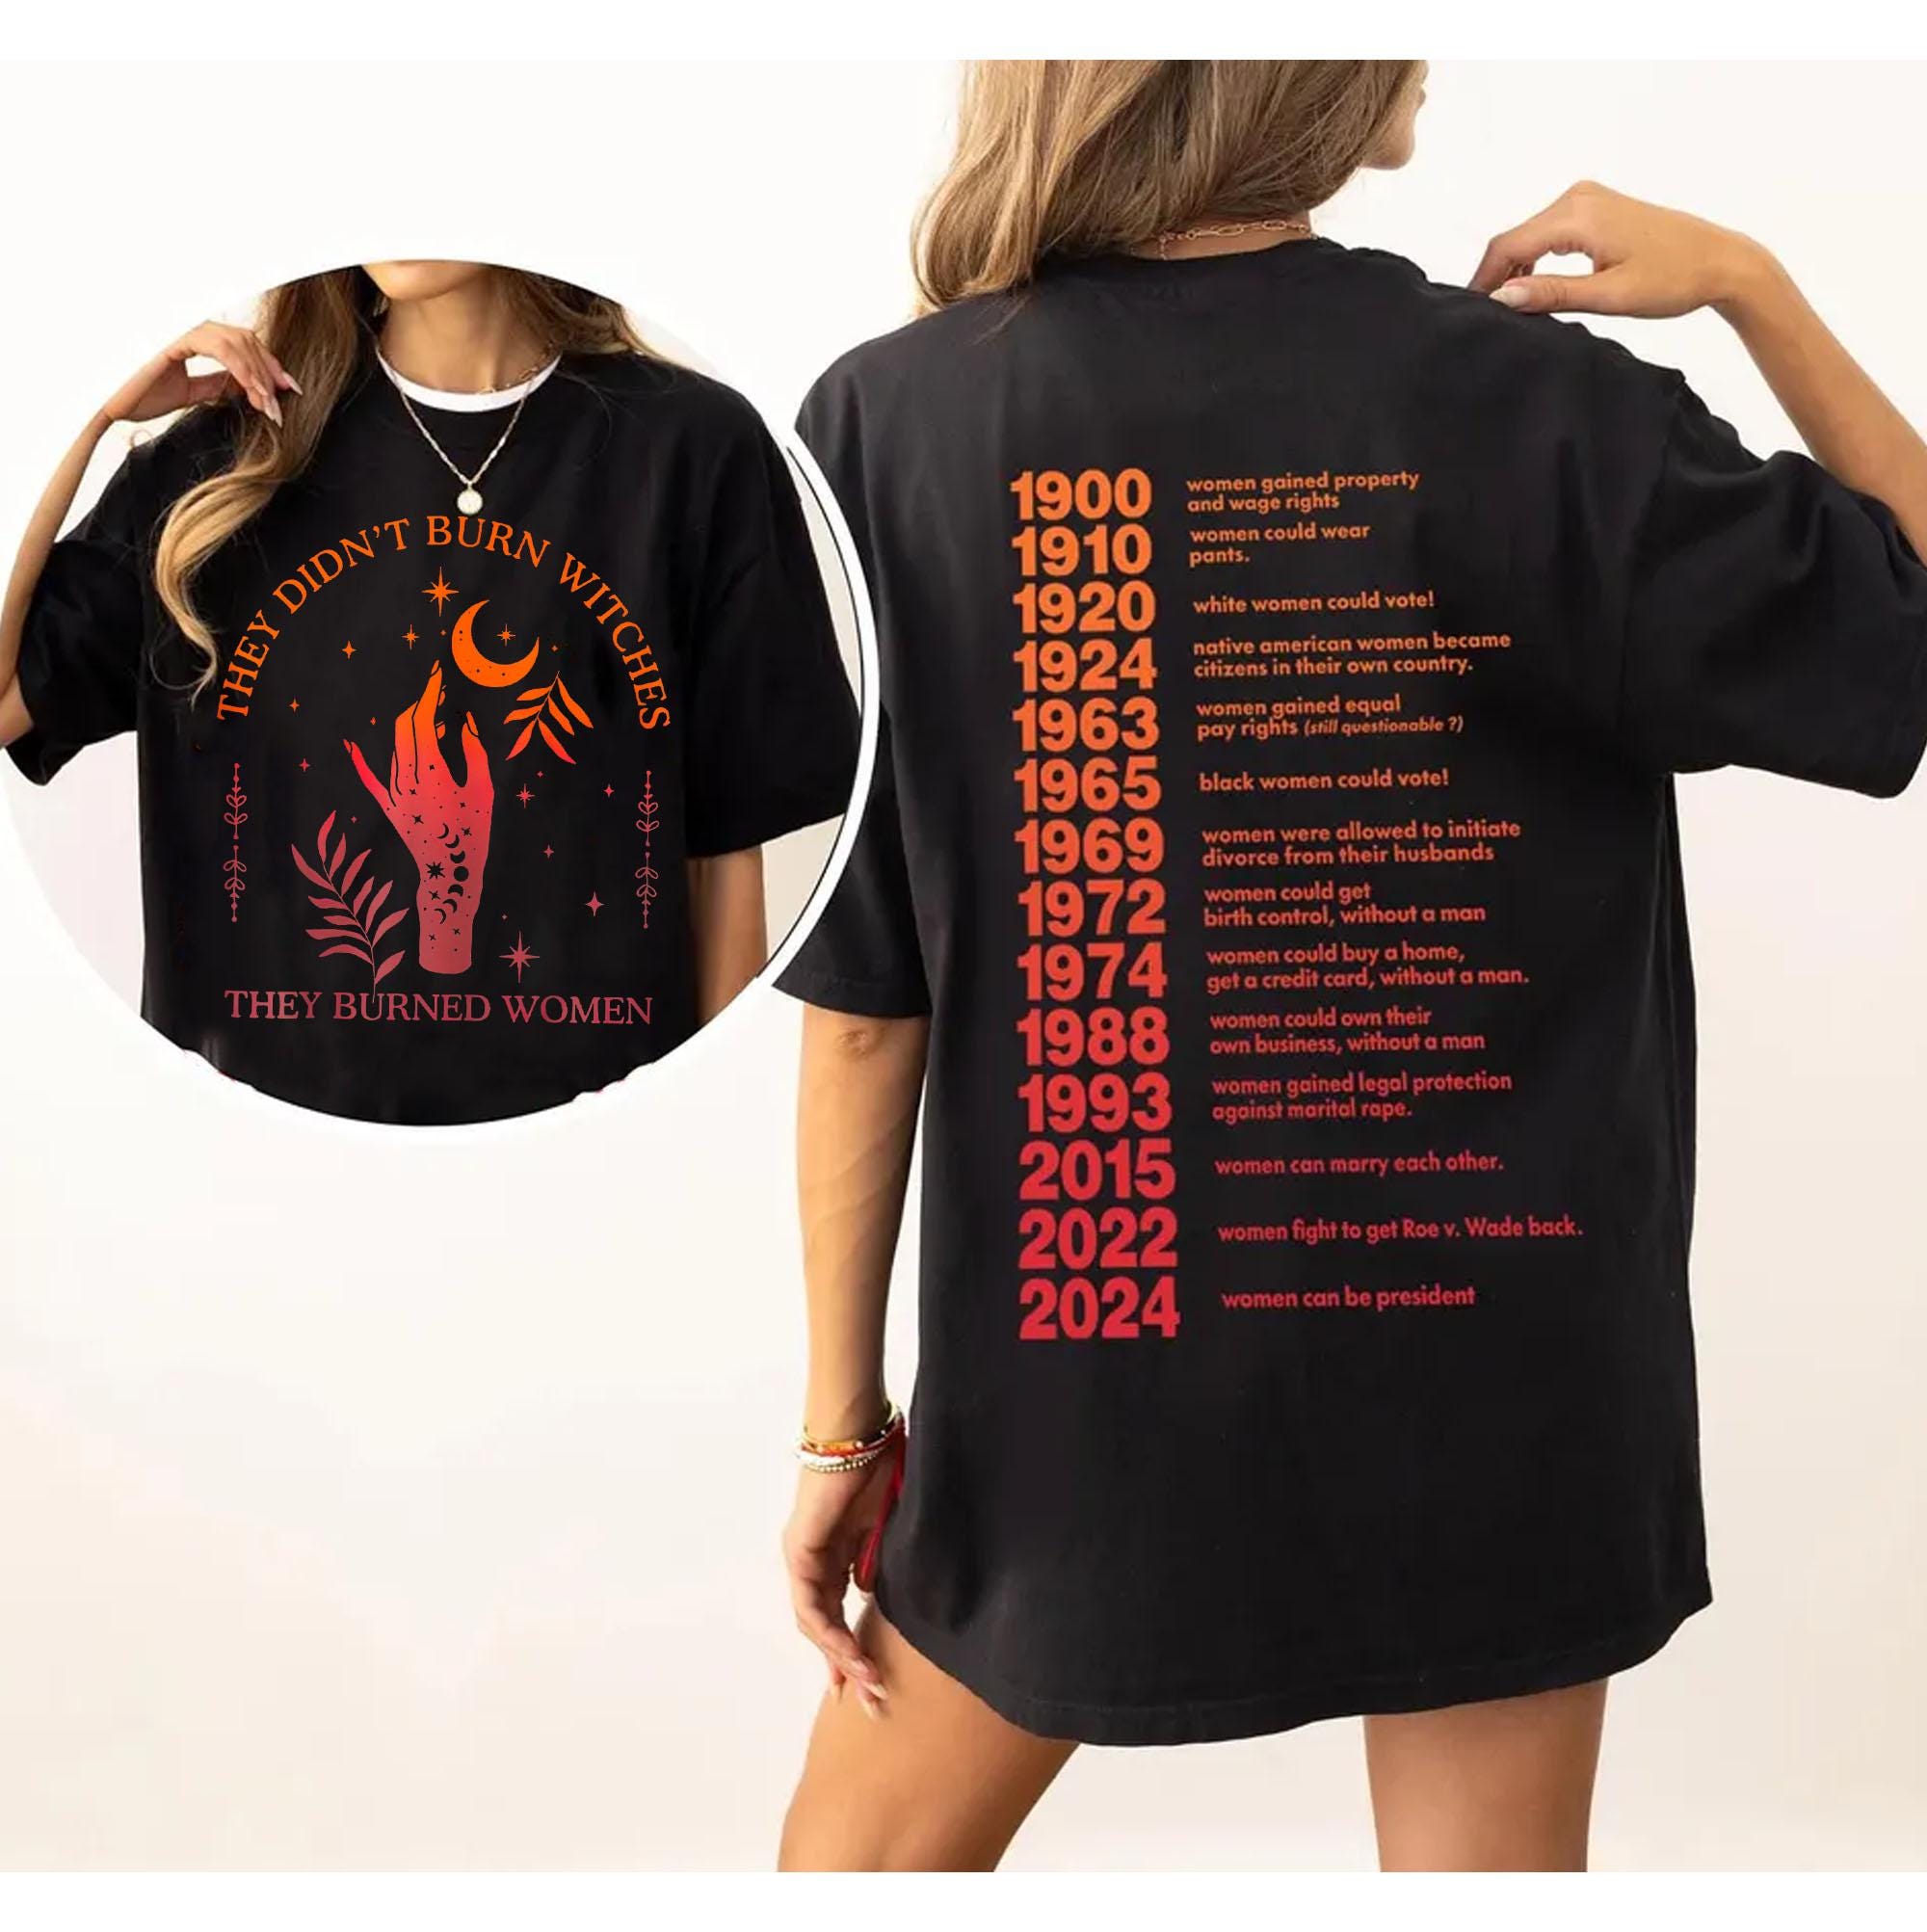 THEY DIDN'T BURN WITCHES
THEY BURNED WOMEN
1900 women gained property
and wage rights
1910 women could wear
pants.
1920 white women could vote!
1924 native american women became
citizens in their own country.
1963 women gained equal
pay rights (still questionable ?)
1965 black women could vote!
1969 women were allowed to initiate
divorce from their husbands
1972 women could get
birth control, without a man
1974 women could buy a home,
get a credit card, without a man.
1988 women could own their
own business, without a man
1993 women gained legal protection
against marital rape.
2015 women can marry each other.
2022 women fight to get Roe v. Wade back.
2024 women can be president